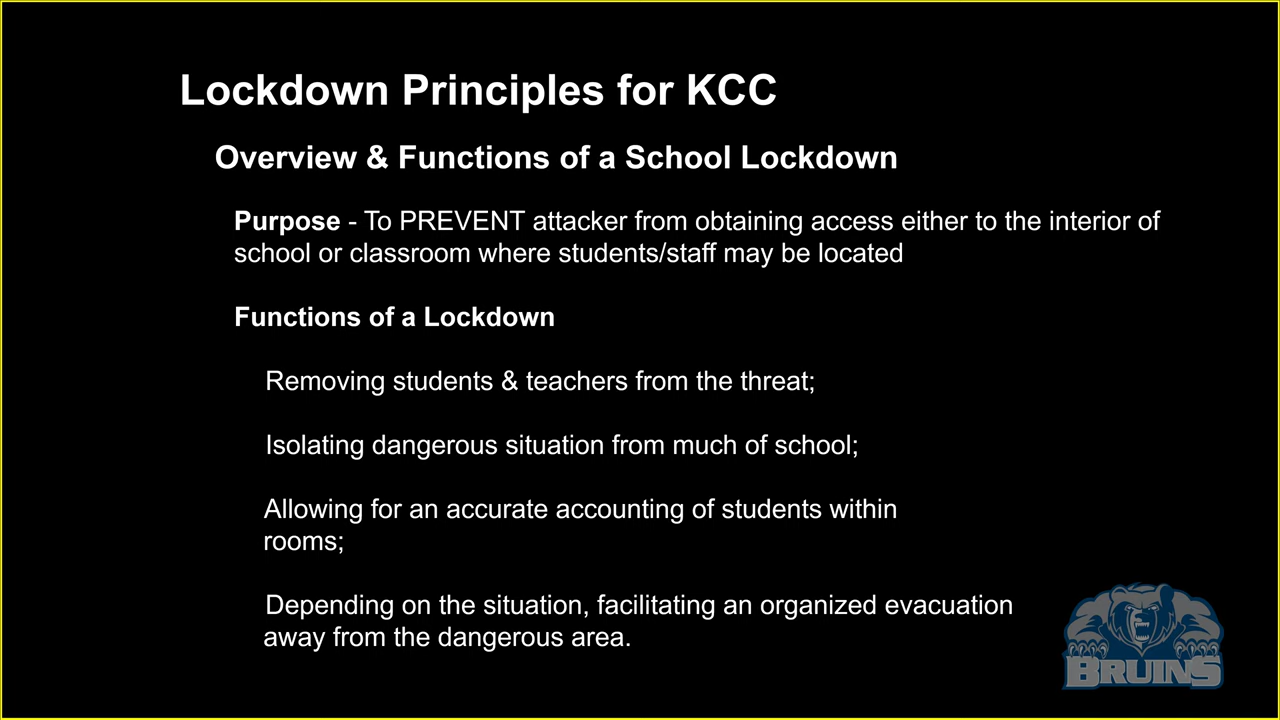 Lockdown Principles for KCC
Overview & Functions of a School Lockdown
Purpose - To PREVENT attacker from obtaining access either to the interior of
school or classroom where students/staff may be located
Functions of a Lockdown
Removing students & teachers from the threat;
Isolating dangerous situation from much of school;
Allowing for an accurate accounting of students within
rooms;
Depending on the situation, facilitating an organized evacuation
away from the dangerous area.
BRUINS